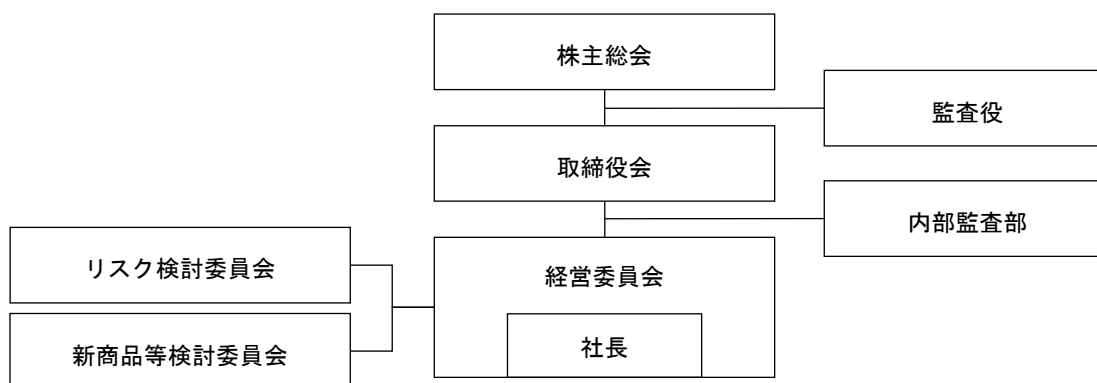 株主総会
監査役
取締役会
内部監査部
リスク検討委員会
経営委員会
社長
新商品等検討委員会